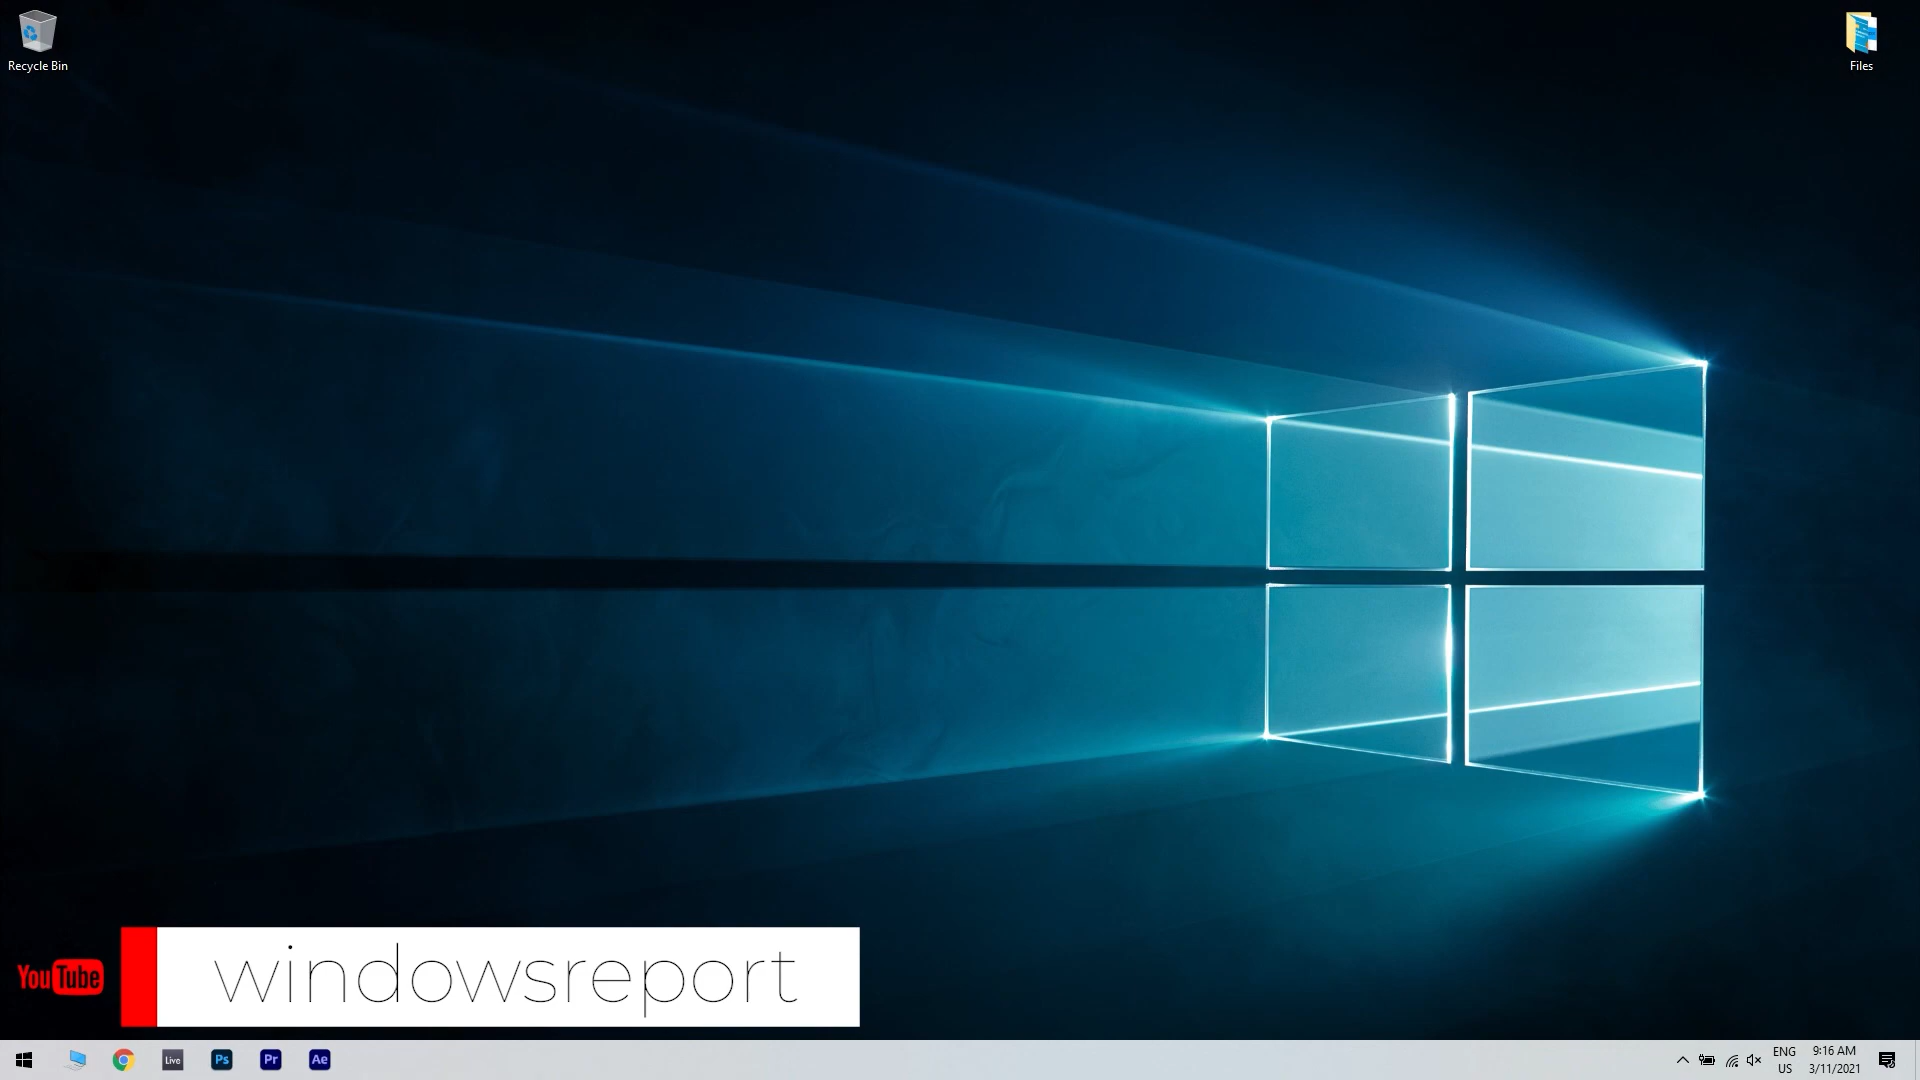 Recycle Bin
Files
YouTube
windowsreport
Live
Ps
Pr
Ae
ENG
US
9:16 AM
3/11/2021